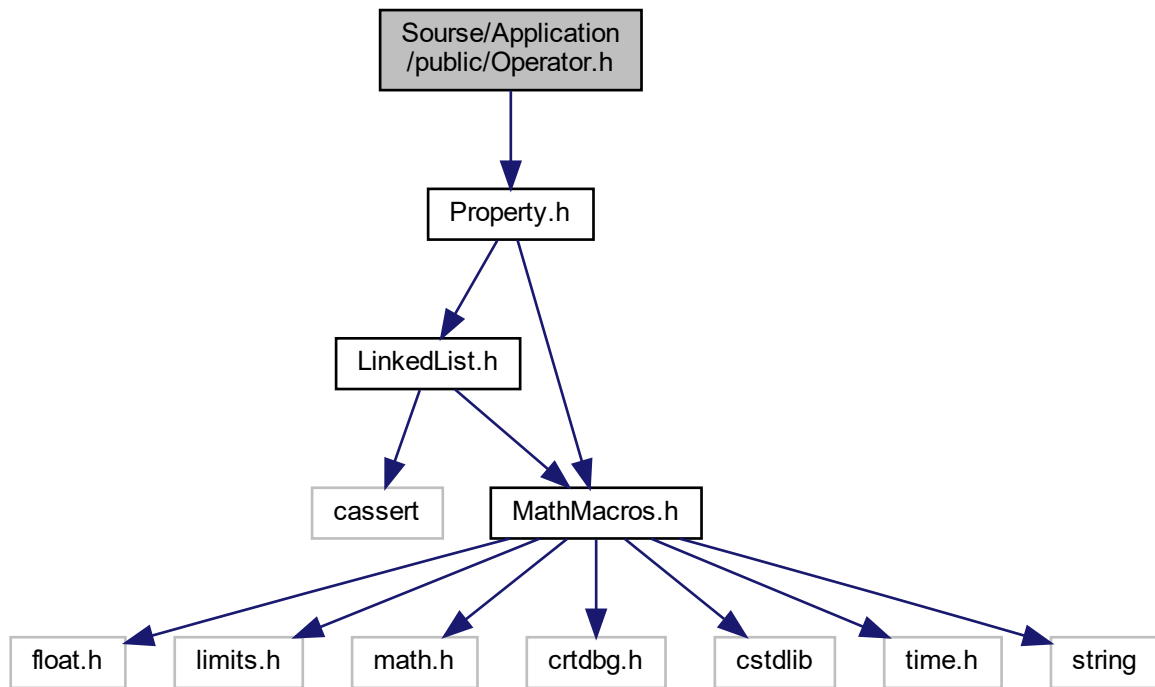 Sourse/Application
/public/Operator.h
Property.h
LinkedList.h
cassert
MathMacros.h
float.h
limits.h
math.h
crtdbg.h
cstdlib
time.h
string